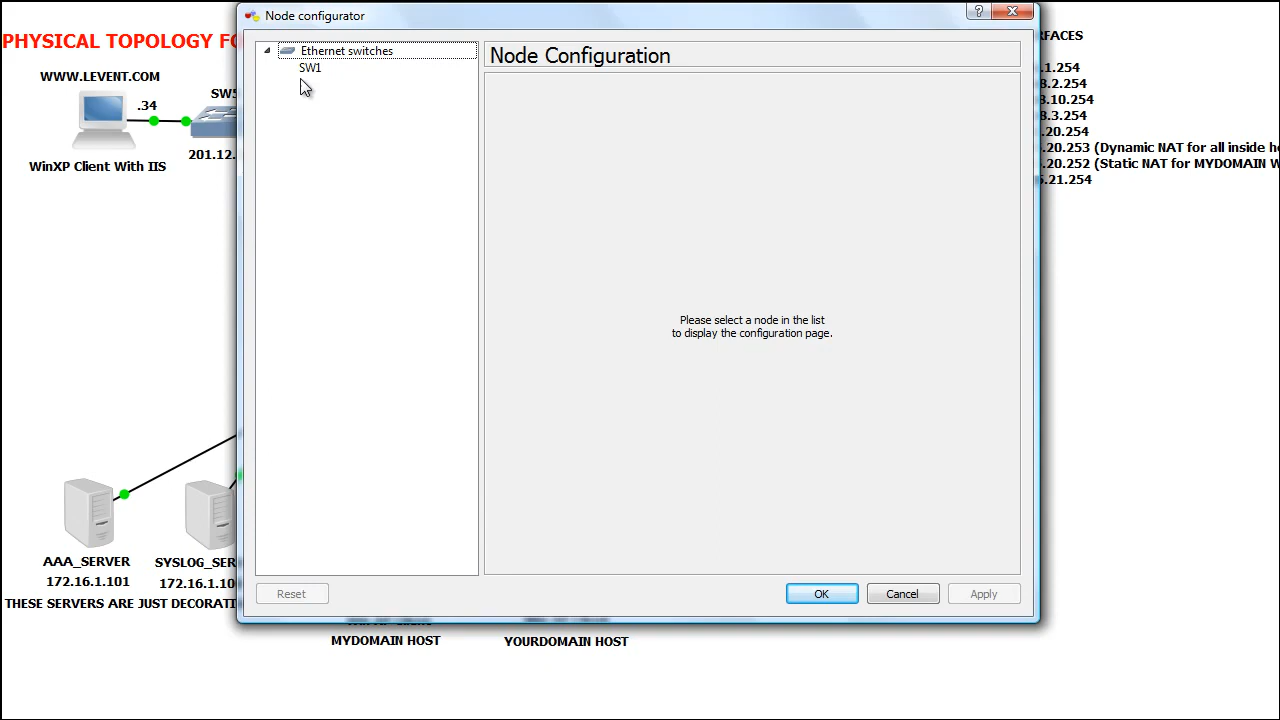 Node configurator
PHYSICAL TOPOLOGY FO
WWW.LEVENT.COM
.34
SW5
201.12.
WinXP Client With IIS
Ethernet switches
SW1
Node Configuration
Please select a node in the list
to display the configuration page.
RFACES
.1.254
8.2.254
8.10.254
8.3.254
.20.254
.20.253 (Dynamic NAT for all inside ho
.20.252 (Static NAT for MYDOMAIN W
5.21.254
AAA_SERVER
172.16.1.101
SYSLOG_SER
172.16.1.10
THESE SERVERS ARE JUST DECORATI
Reset
OK
Cancel
Apply
MYDOMAIN HOST
YOURDOMAIN HOST